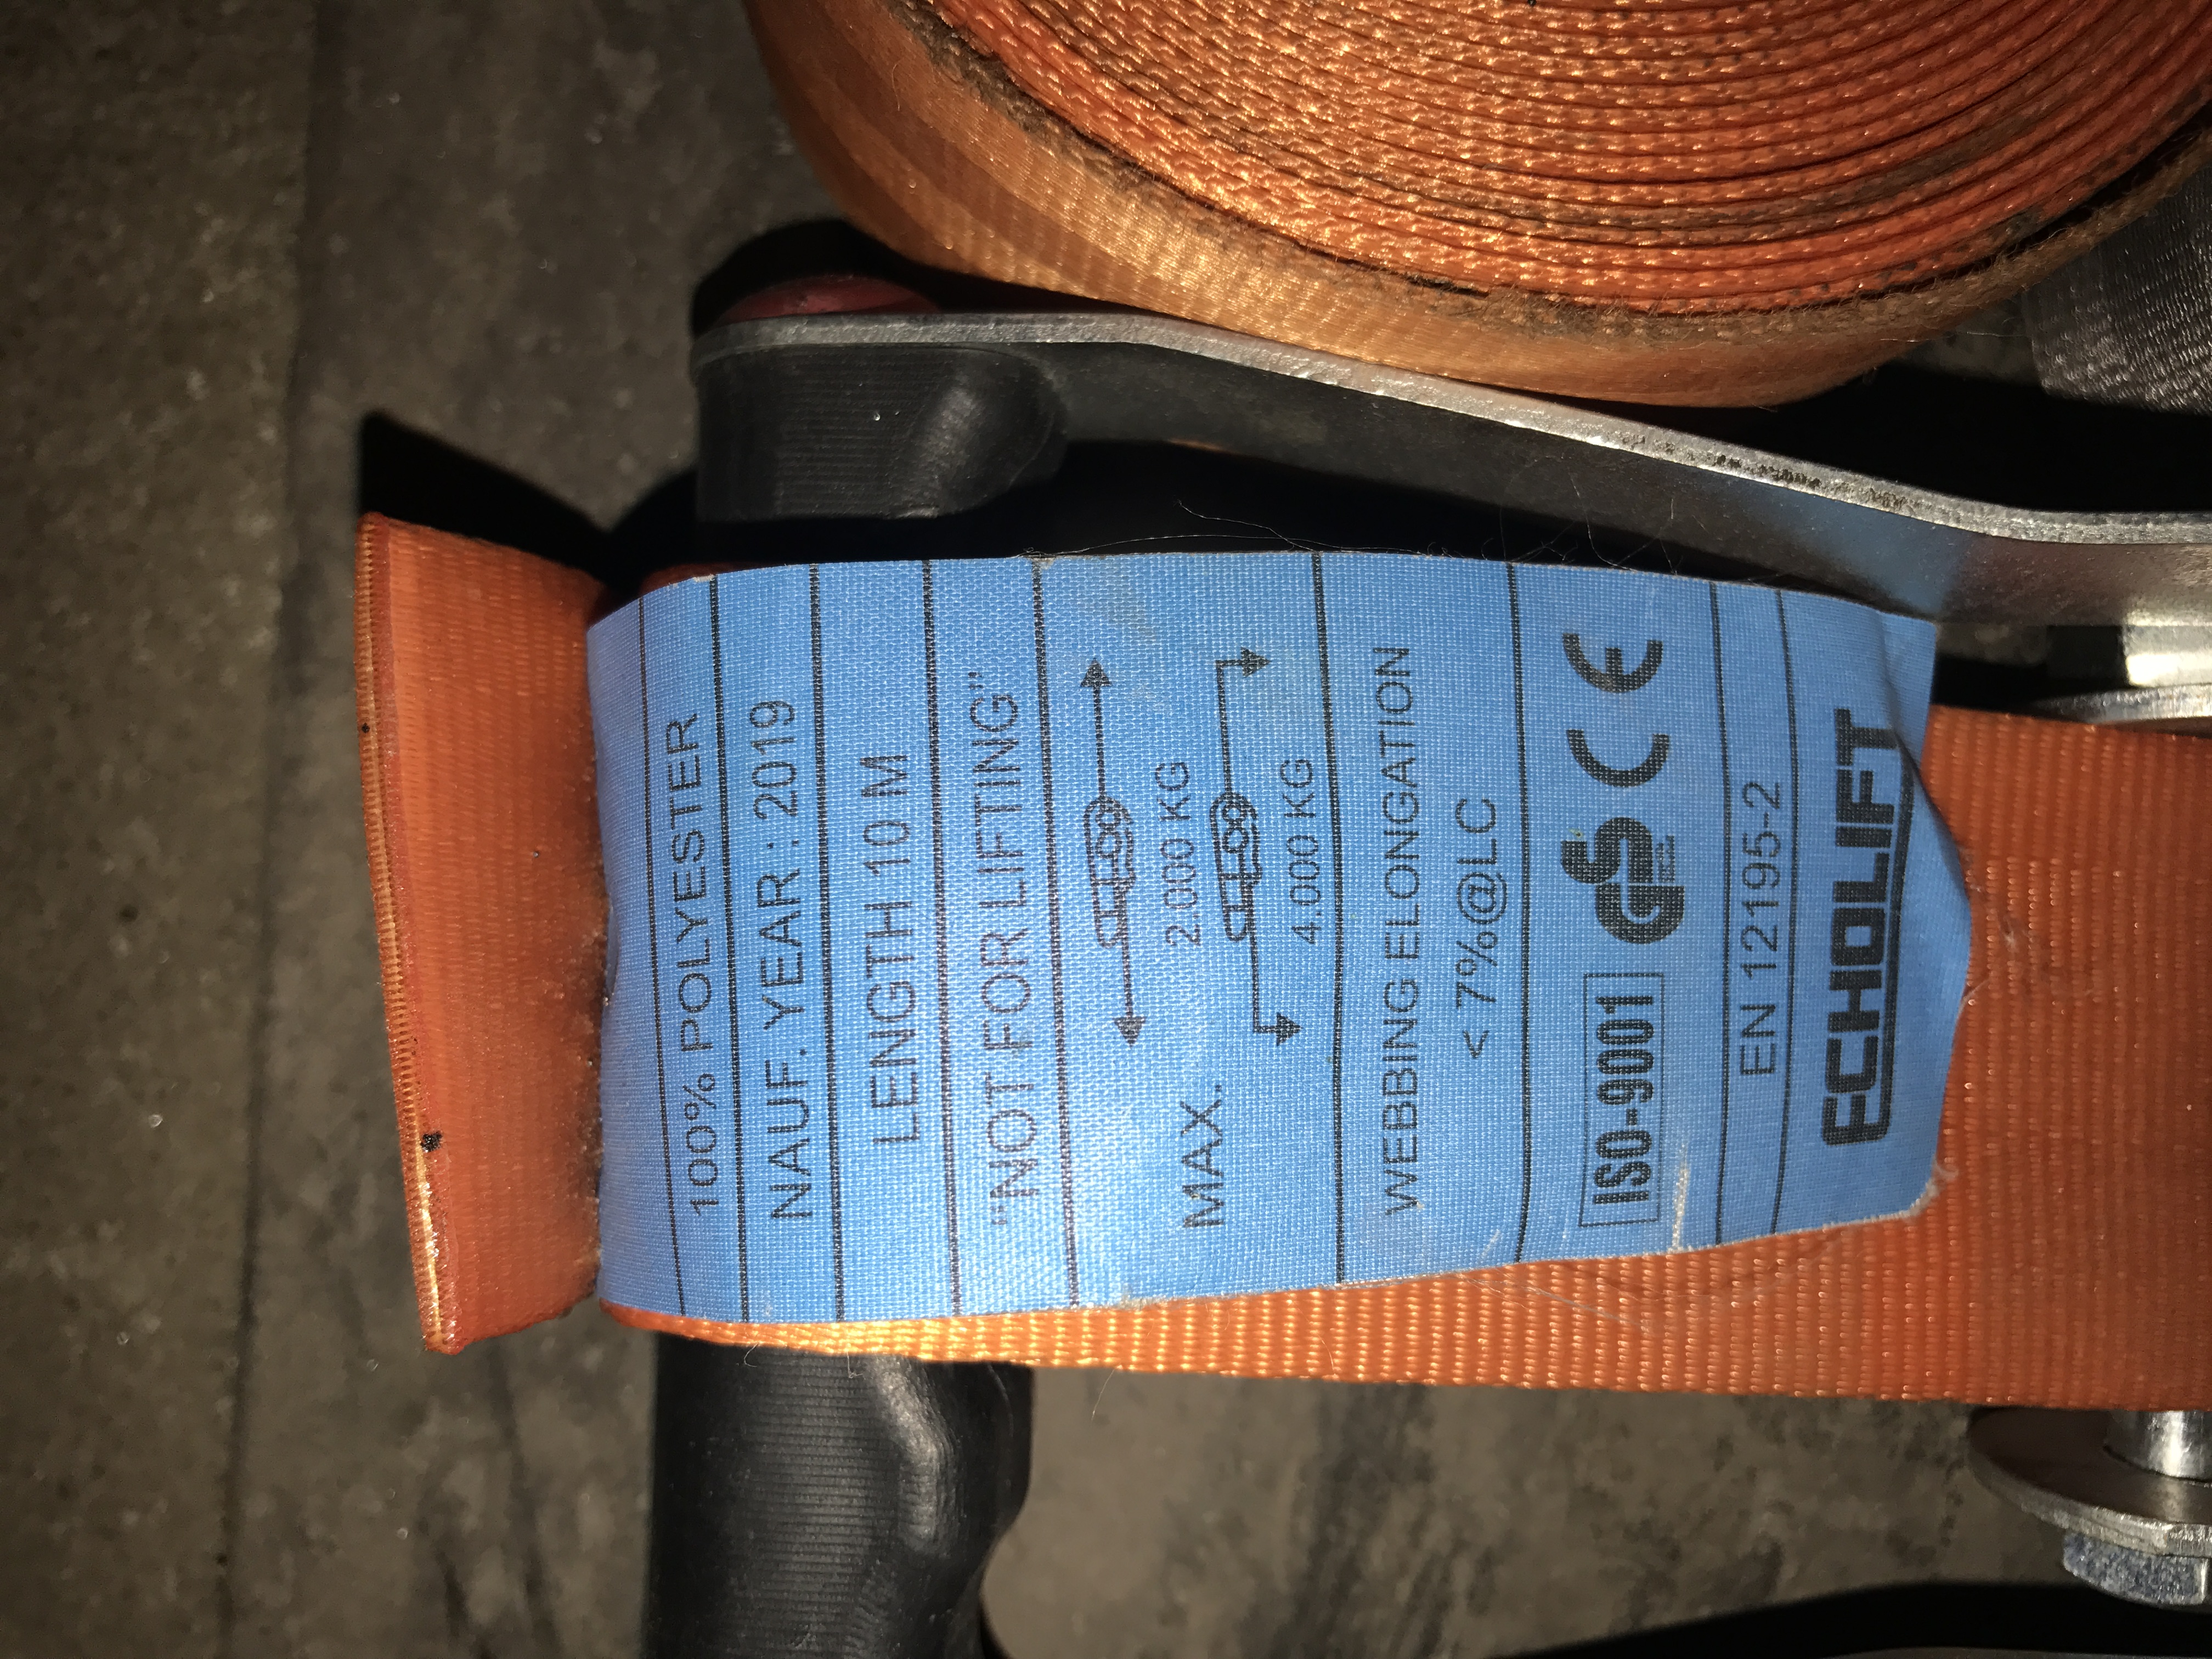 100% POLYESTER
NAUF. YEAR : 2019
LENGTH 10 M
"NOT FOR LIFTING"
MAX.
2.000 KG
4.000 KG
WEBBING ELONGATION
< 7%@LC
ISO-9001 GS CE
EN 12195-2
ECHOLIFT